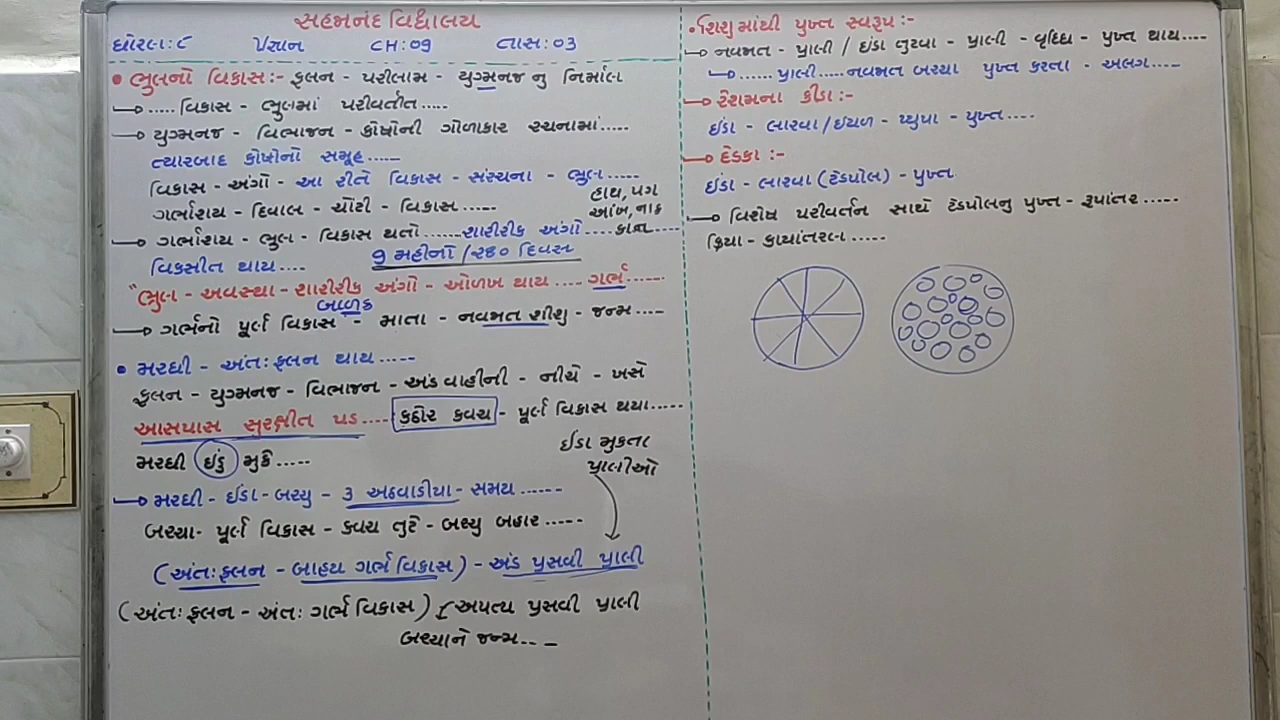 સહજાનંદ વિદ્યાલય
ધોરણ: ૮ વિજ્ઞાન CH: 09 તાસ: 03
• ભ્રુણનો વિકાસ:- ફલન - પરીણામ - યુગ્મનજ નુ નિર્માણ
→ ..... વિકાસ - ભ્રુણમાં પરીવર્તીત.....
→ યુગ્મનજ - વિભાજન - કોષોની ગોળાકાર રચનામાં.....
ત્યારબાદ કોષોનો સમૂહ.....
વિકાસ - અંગો - આ રીતે વિકાસ - સંરચના - ભ્રુણ.....
ગર્ભાશય - દિવાલ - ચોંટી - વિકાસ.....
હાથ, પગ
આંખ, નાક
→ ગર્ભાશય - ભ્રુણ - વિકાસ થતો ...... શારીરીક અંગો .... કાન....
વિકસીત થાય.... 9 મહીનો / ૨૪૦ દિવસ
"ભ્રુણ - અવસ્થા - શારીરીક અંગો - ઓળખ થાય .... ગર્ભ.....
બાળક
→ ગર્ભનો પૂર્ણ વિકાસ - માતા - નવજાત શીશુ - જન્મ....
• મરઘી - અંતઃફલન થાય.....
ફલન - યુગ્મનજ - વિભાજન - અંડવાહીની - નીચે - ખસે
આસપાસ સુરક્ષીત પડ.... કઠોર કવચ - પૂર્ણ વિકાસ થયા.....
મરઘી ઇંડુ મુકે.....
ઈંડા મુકતા
પ્રાણીઓ
→ મરઘી - ઈંડા - બચ્ચુ - ૩ અઠવાડીયા - સમય ......
બચ્ચા - પૂર્ણ વિકાસ - કવચ તુટે - બચ્ચુ બહાર.....
(અંતઃફલન - બાહય ગર્ભ વિકાસ) - અંડ પ્રસવી પ્રાણી
(અંતઃફલન - અંતઃ ગર્ભ વિકાસ) અપત્ય પ્રસવી પ્રાણી
બચ્ચાને જન્મ....
• શિશુમાંથી પુખ્ત સ્વરૂપ:-
→ નવજાત - પ્રાણી / ઇંડા તુટવા - પ્રાણી - વૃધ્ધિ - પુખ્ત થાય....
→ ...... પ્રાણી..... નવજાત બચ્ચા પુખ્ત કરતા - અલગ.....
→ રેશમના કીડા:-
ઈંડા - લારવા / ઇયળ - પ્યુપા - પુખ્ત....
→ દેડકા:-
ઈંડા - લારવા (ટેડપોલ) - પુખ્ત
→ વિશેષ પરીવર્તન સાથે ટેડપોલનુ પુખ્ત - રૂપાંતર.....
ક્રિયા - કાયાંતરણ.....